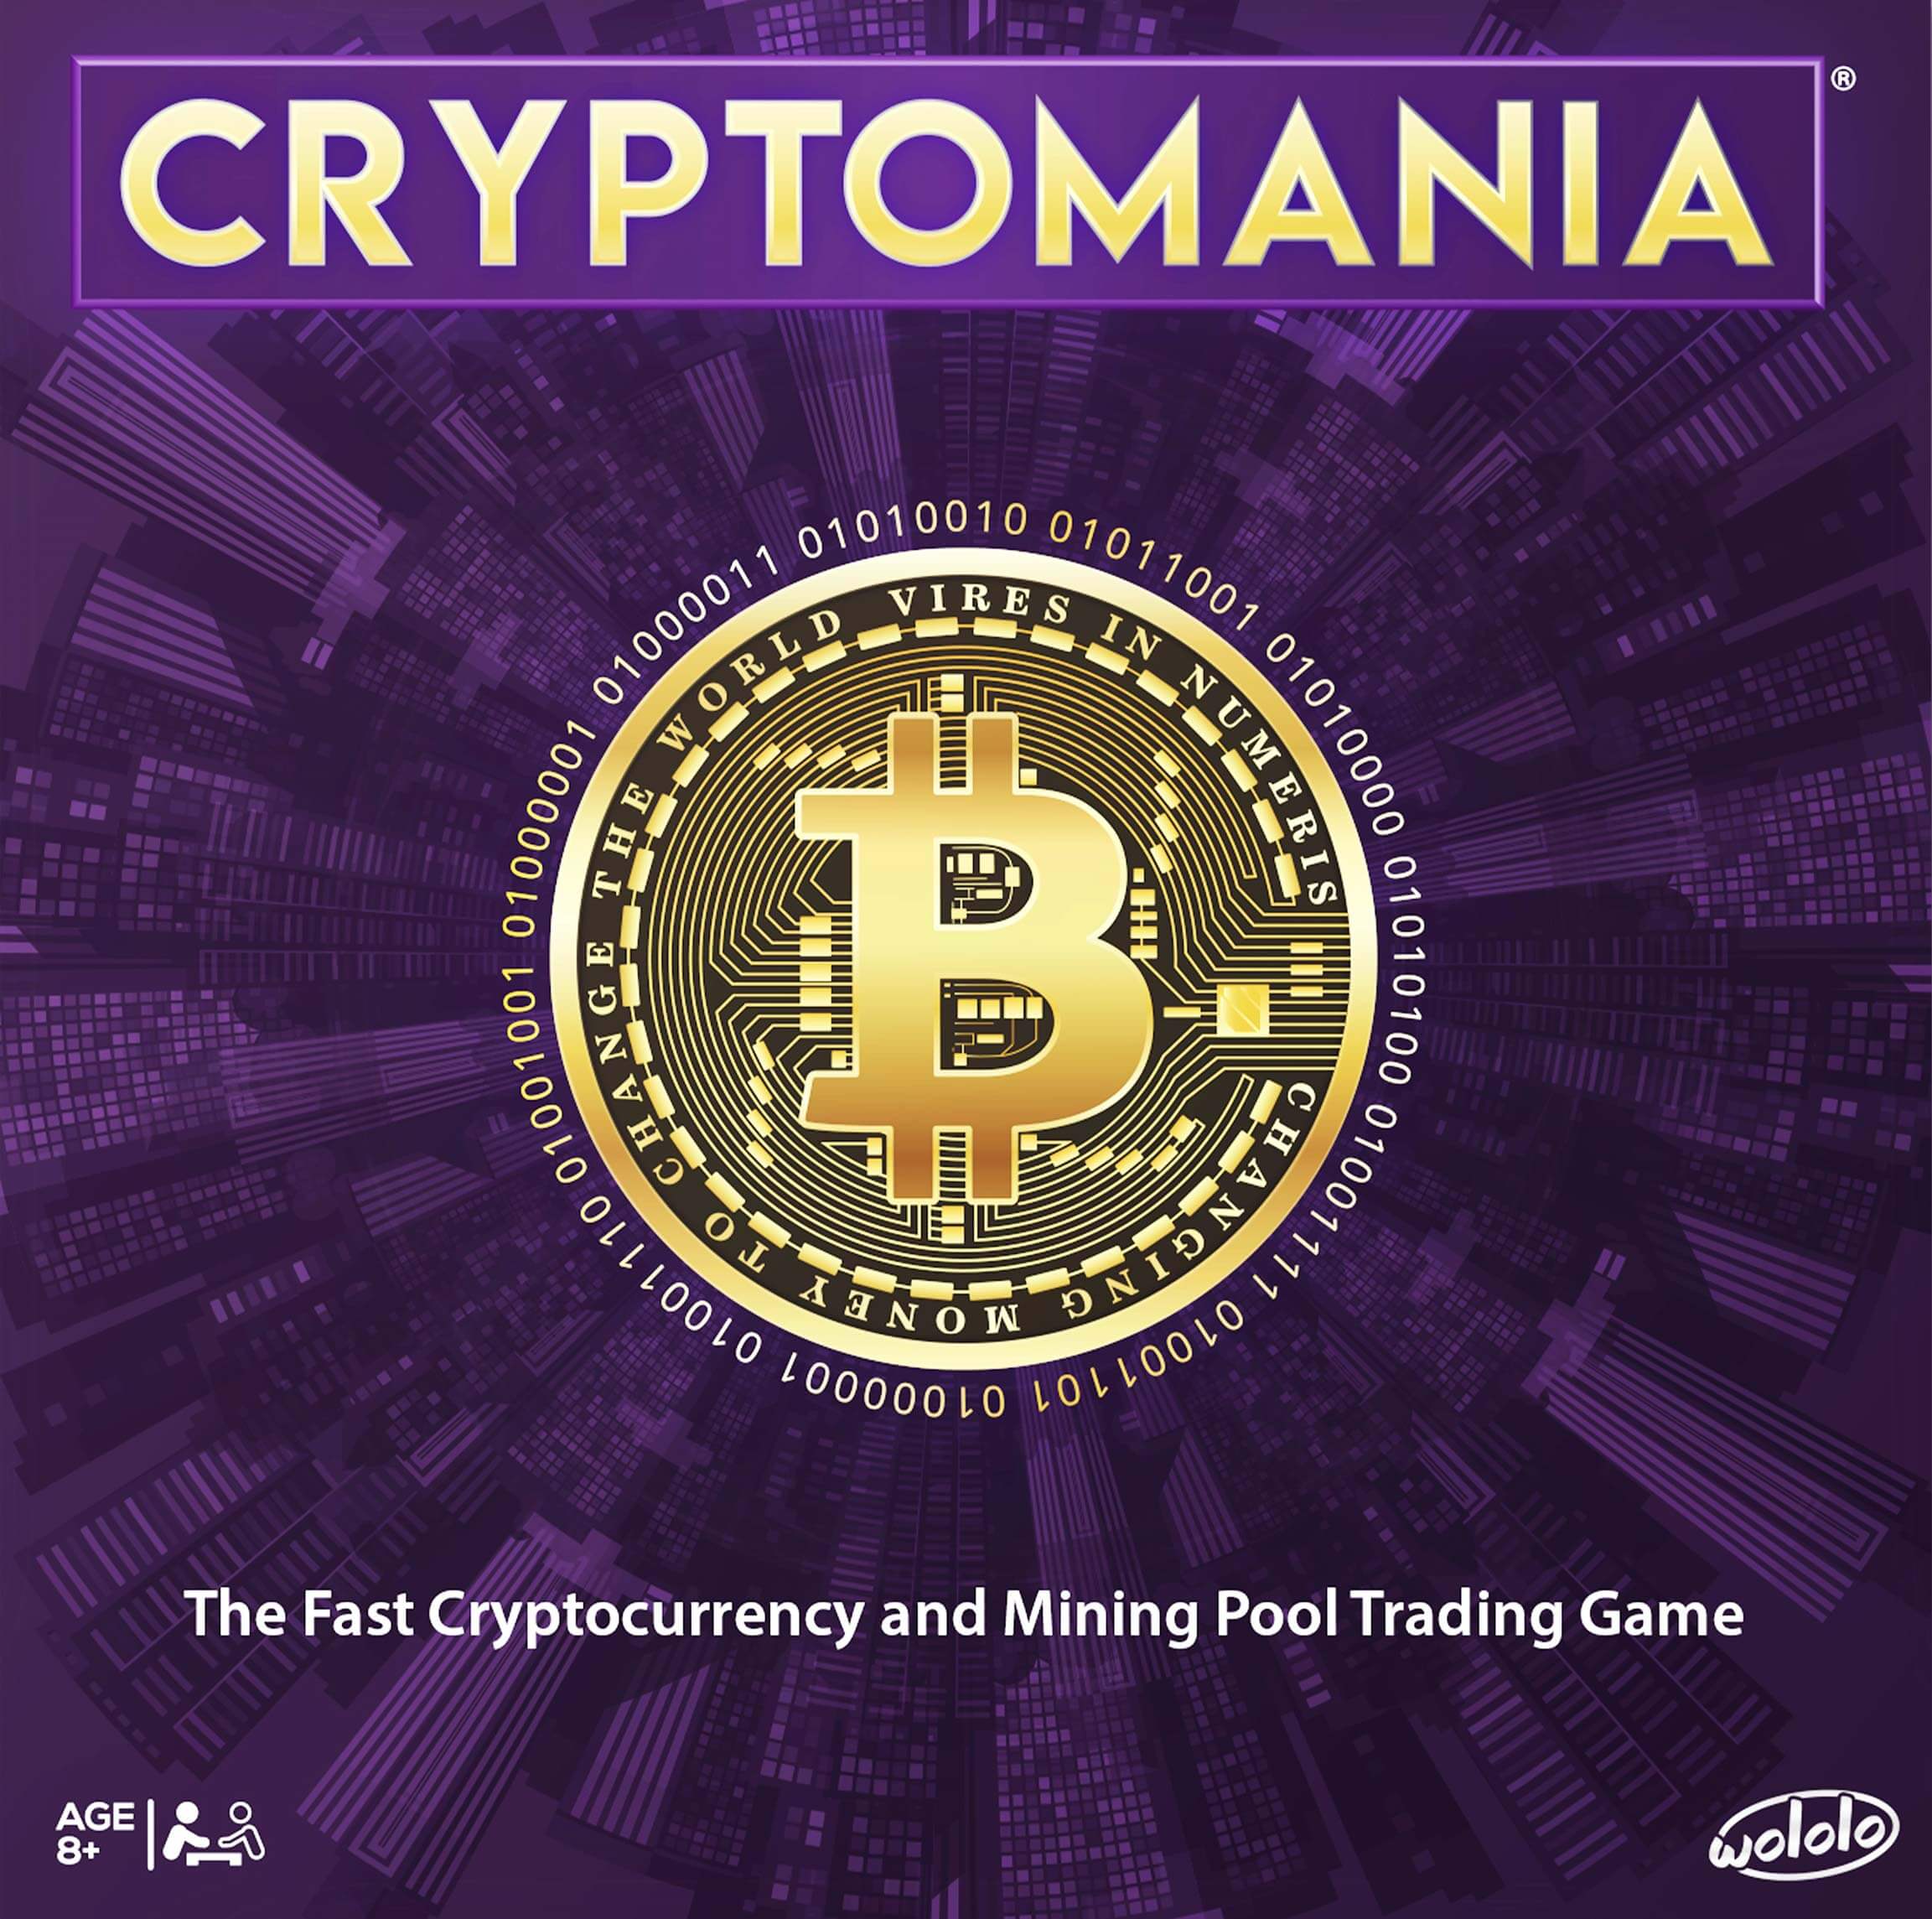 CRYPTOMANIA®
01000011 01010010 01011001 01010000 01010100 01001111 01001101 01000001 01001110 01001001 01000001
VIRES IN NUMERIS
CHANGING MONEY TO CHANGE THE WORLD
The Fast Cryptocurrency and Mining Pool Trading Game
AGE
8+
wololo